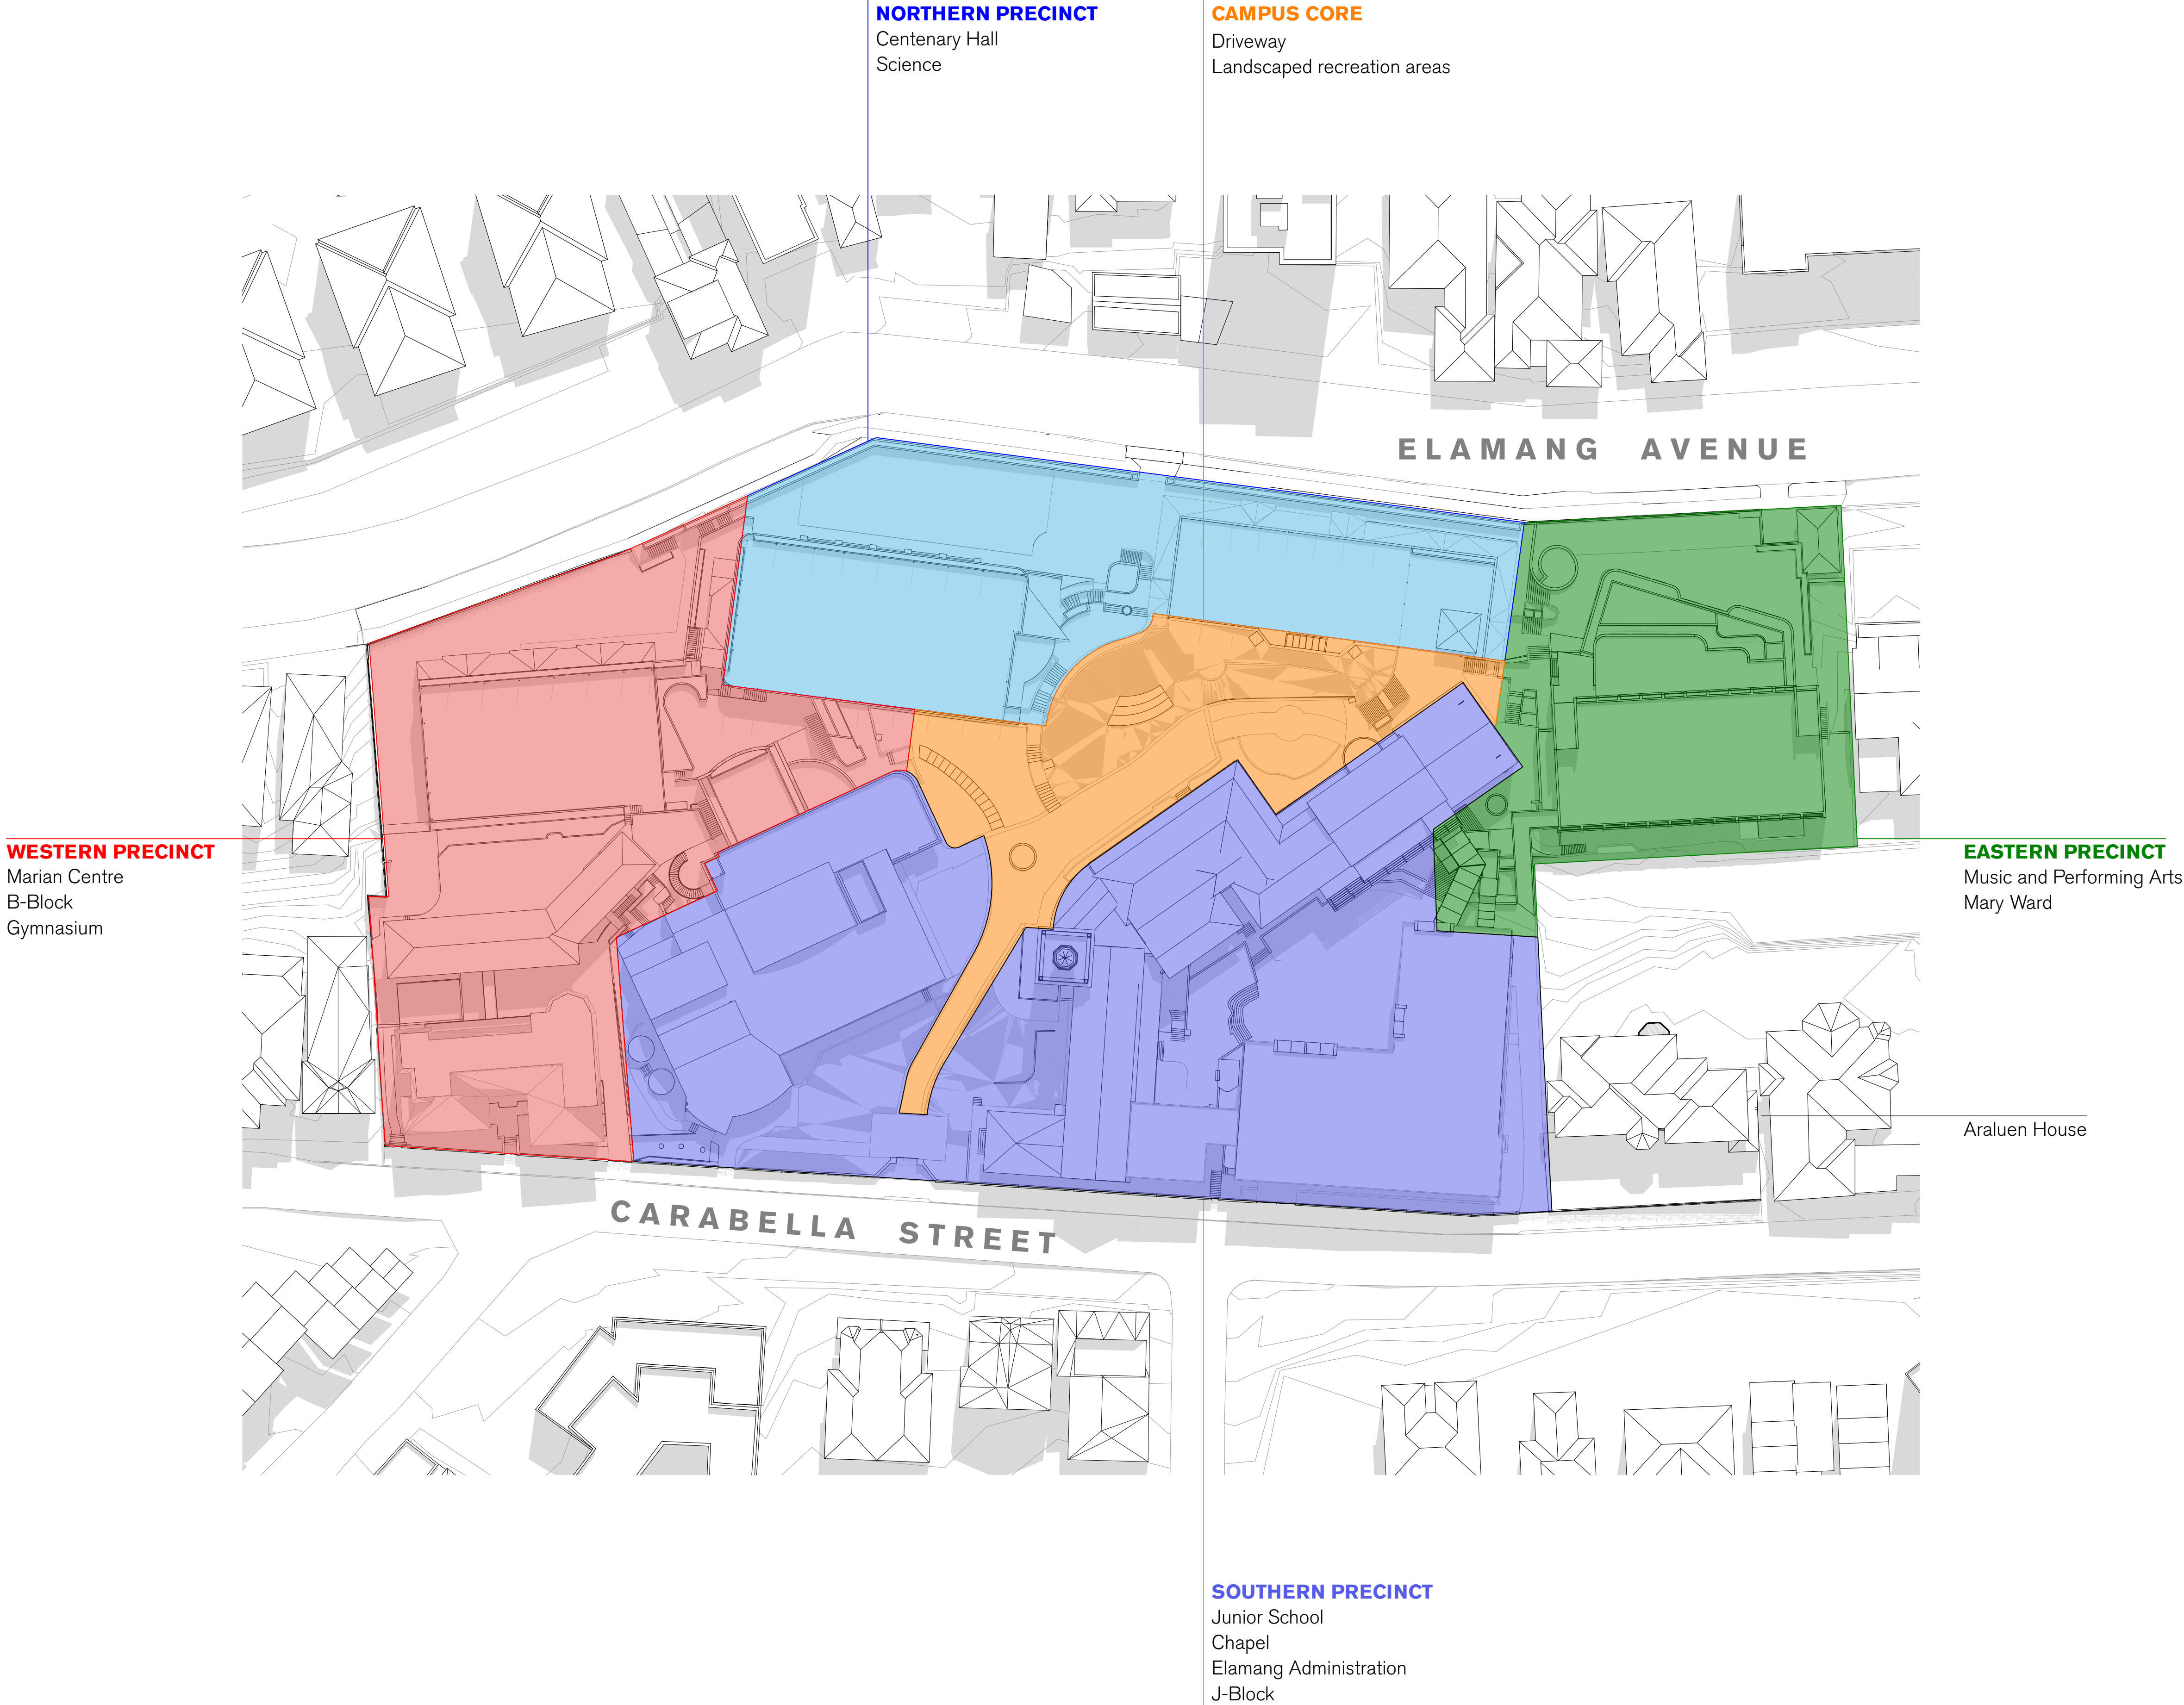 NORTHERN PRECINCT
Centenary Hall
Science
CAMPUS CORE
Driveway
Landscaped recreation areas
ELAMANG AVENUE
WESTERN PRECINCT
Marian Centre
B-Block
Gymnasium
EASTERN PRECINCT
Music and Performing Arts
Mary Ward
Araluen House
CARABELLA STREET
SOUTHERN PRECINCT
Junior School
Chapel
Elamang Administration
J-Block